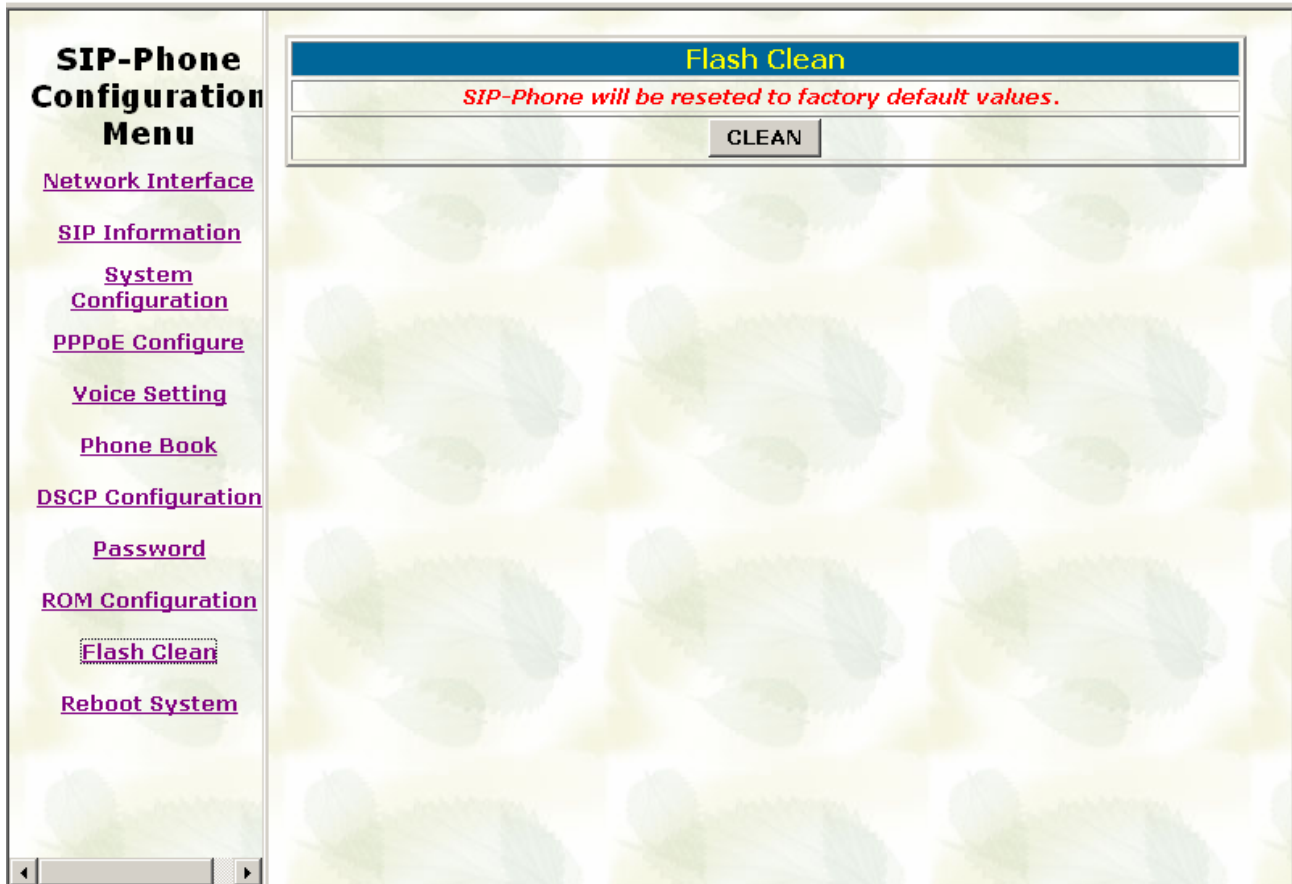 SIP-Phone
Configuration
Menu
Network Interface
SIP Information
System
Configuration
PPPoE Configure
Voice Setting
Phone Book
DSCP Configuration
Password
ROM Configuration
Flash Clean
Reboot System
Flash Clean
SIP-Phone will be reseted to factory default values.
CLEAN